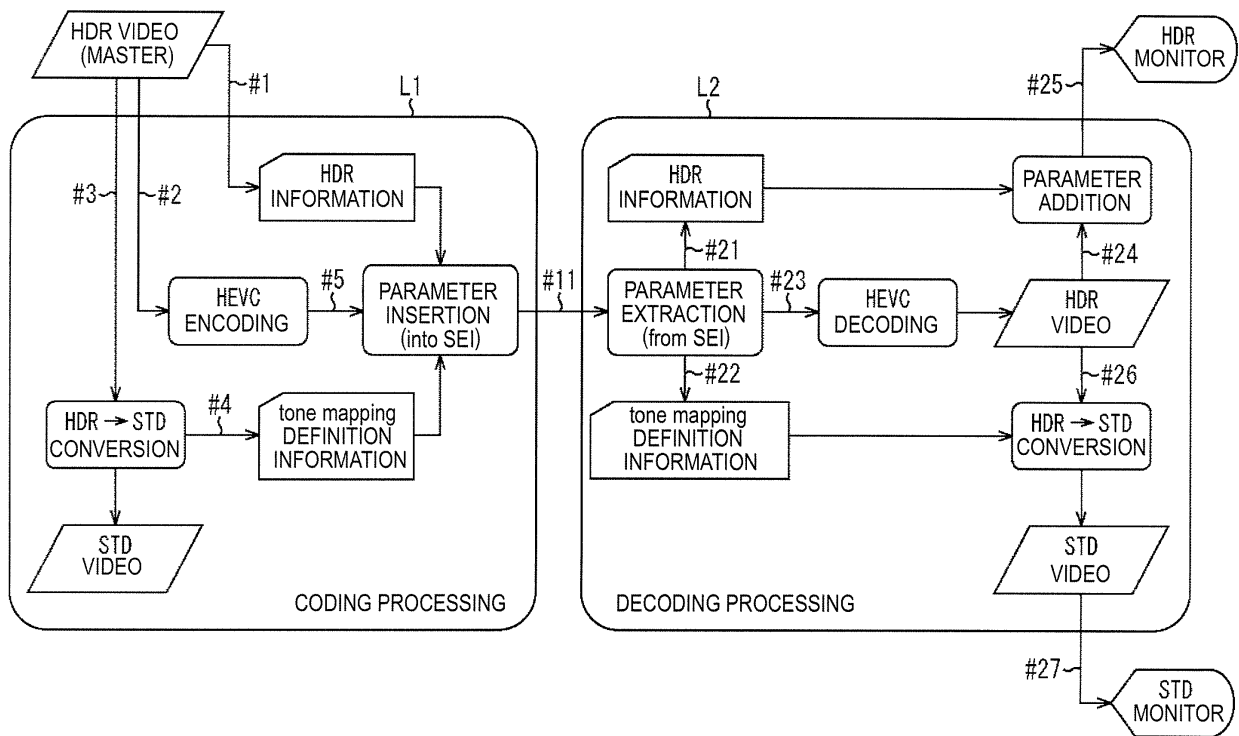 HDR VIDEO
(MASTER)
#1
L1
L2
#25
HDR
MONITOR
#3
#2
HDR
INFORMATION
HDR
INFORMATION
PARAMETER
ADDITION
#21
#24
HEVC
ENCODING
#5
PARAMETER
INSERTION
(into SEI)
#11
PARAMETER
EXTRACTION
(from SEI)
#23
HEVC
DECODING
HDR
VIDEO
#22
#26
HDR → STD
CONVERSION
#4
tone mapping
DEFINITION
INFORMATION
tone mapping
DEFINITION
INFORMATION
HDR → STD
CONVERSION
STD
VIDEO
STD
VIDEO
CODING PROCESSING
DECODING PROCESSING
#27
STD
MONITOR